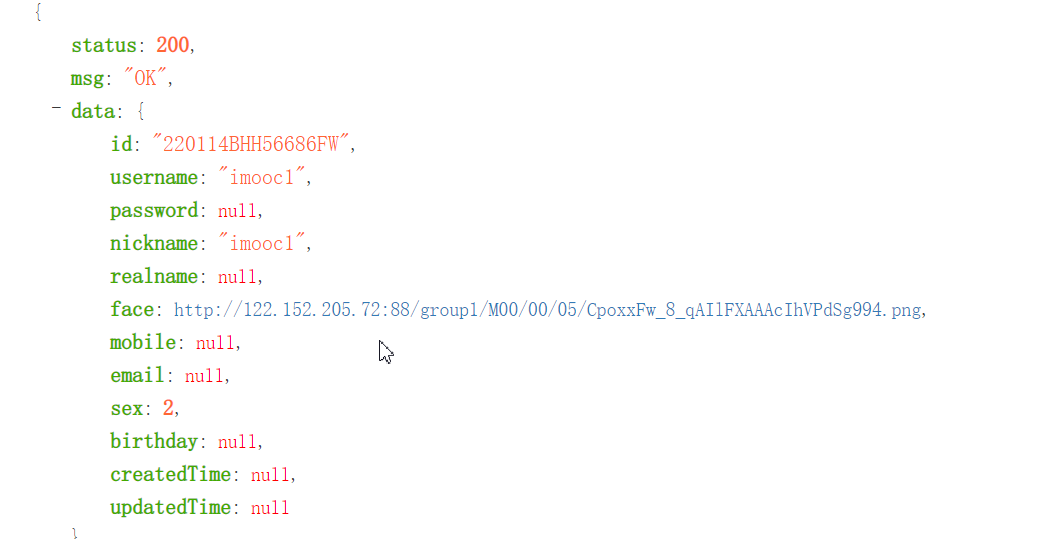 {
status: 200,
msg: "OK",
- data: {
id: "220114BHH56686FW",
username: "imooc1",
password: null,
nickname: "imooc1",
realname: null,
face: http://122.152.205.72:88/group1/M00/00/05/CpoxxFw_8_qAIlFXAAAcIhVPdSg994.png,
mobile: null,
email: null,
sex: 2,
birthday: null,
createdTime: null,
updatedTime: null
}